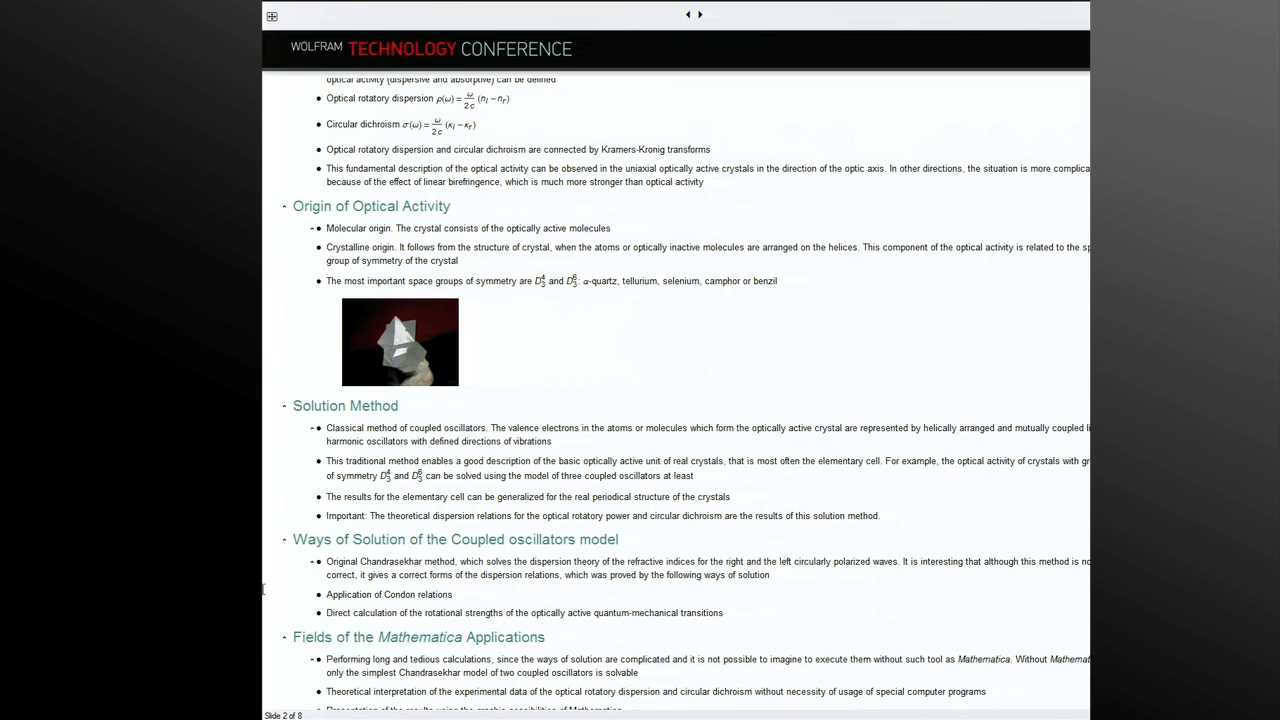 WOLFRAM TECHNOLOGY CONFERENCE
optical activity (dispersive and absorptive) can be defined
• Optical rotatory dispersion ρ(ω) = ω/2c (n_l − n_r)
• Circular dichroism σ(ω) = ω/2c (κ_l − κ_r)
• Optical rotatory dispersion and circular dichroism are connected by Kramers-Kronig transforms
• This fundamental description of the optical activity can be observed in the uniaxial optically active crystals in the direction of the optic axis. In other directions, the situation is more complica
because of the effect of linear birefringence, which is much more stronger than optical activity
Origin of Optical Activity
• Molecular origin. The crystal consists of the optically active molecules
• Crystalline origin. It follows from the structure of crystal, when the atoms or optically inactive molecules are arranged on the helices. This component of the optical activity is related to the sp
group of symmetry of the crystal
• The most important space groups of symmetry are D_3^4 and D_3^6: α-quartz, tellurium, selenium, camphor or benzil
Solution Method
• Classical method of coupled oscillators. The valence electrons in the atoms or molecules which form the optically active crystal are represented by helically arranged and mutually coupled li
harmonic oscillators with defined directions of vibrations
• This traditional method enables a good description of the basic optically active unit of real crystals, that is most often the elementary cell. For example, the optical activity of crystals with gr
of symmetry D_3^4 and D_3^6 can be solved using the model of three coupled oscillators at least
• The results for the elementary cell can be generalized for the real periodical structure of the crystals
• Important: The theoretical dispersion relations for the optical rotatory power and circular dichroism are the results of this solution method.
Ways of Solution of the Coupled oscillators model
• Original Chandrasekhar method, which solves the dispersion theory of the refractive indices for the right and the left circularly polarized waves. It is interesting that although this method is no
correct, it gives a correct forms of the dispersion relations, which was proved by the following ways of solution
• Application of Condon relations
• Direct calculation of the rotational strengths of the optically active quantum-mechanical transitions
Fields of the Mathematica Applications
• Performing long and tedious calculations, since the ways of solution are complicated and it is not possible to imagine to execute them without such tool as Mathematica. Without Mathemat
only the simplest Chandrasekhar model of two coupled oscillators is solvable
• Theoretical interpretation of the experimental data of the optical rotatory dispersion and circular dichroism without necessity of usage of special computer programs
• Presentation of the results using the graphic possibilities of Mathematica
Slide 2 of 8